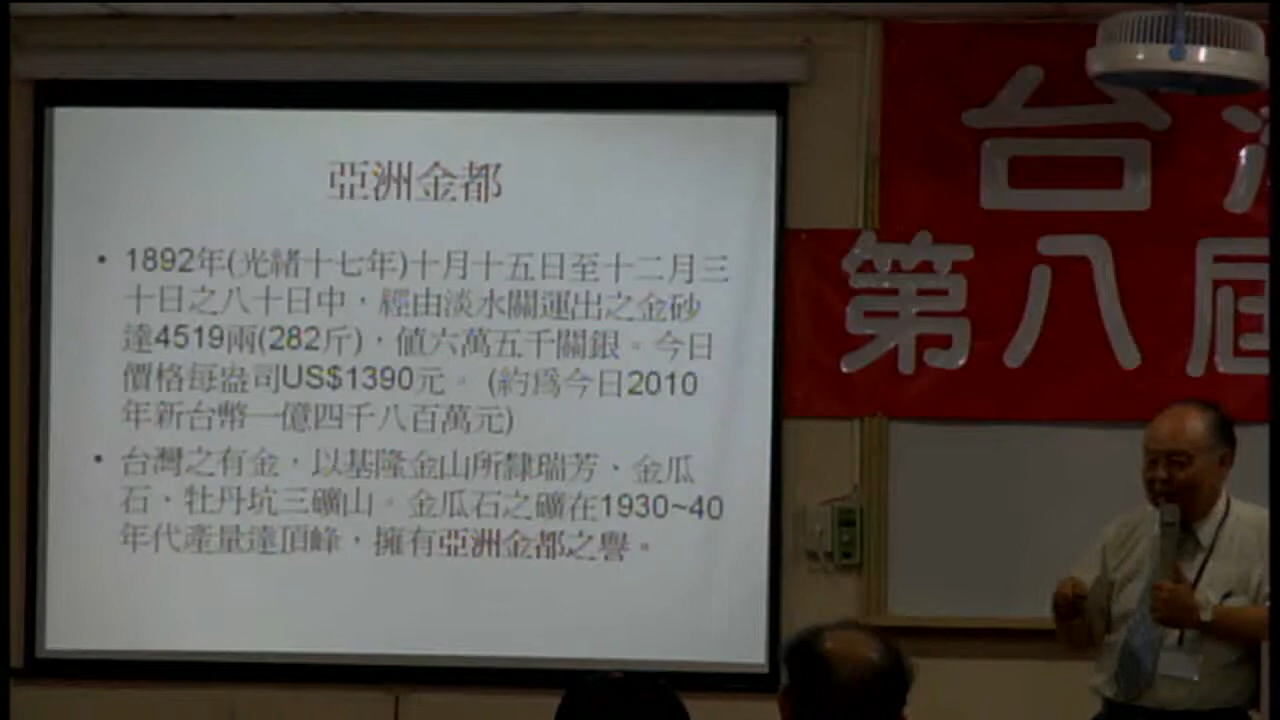 亞洲金都
• 1892年(光緒十七年)十月十五日至十二月三
十日之八十日中，經由淡水關運出之金砂
達4519兩(282斤)，值六萬五千關銀。今日
價格每盎司US$1390元。 (約為今日2010
年新台幣一億四千八百萬元)
• 台灣之有金，以基隆金山所隸瑞芳、金瓜
石、牡丹坑三礦山。金瓜石之礦在1930~40
年代產量達頂峰，擁有亞洲金都之譽。
台
第八屆